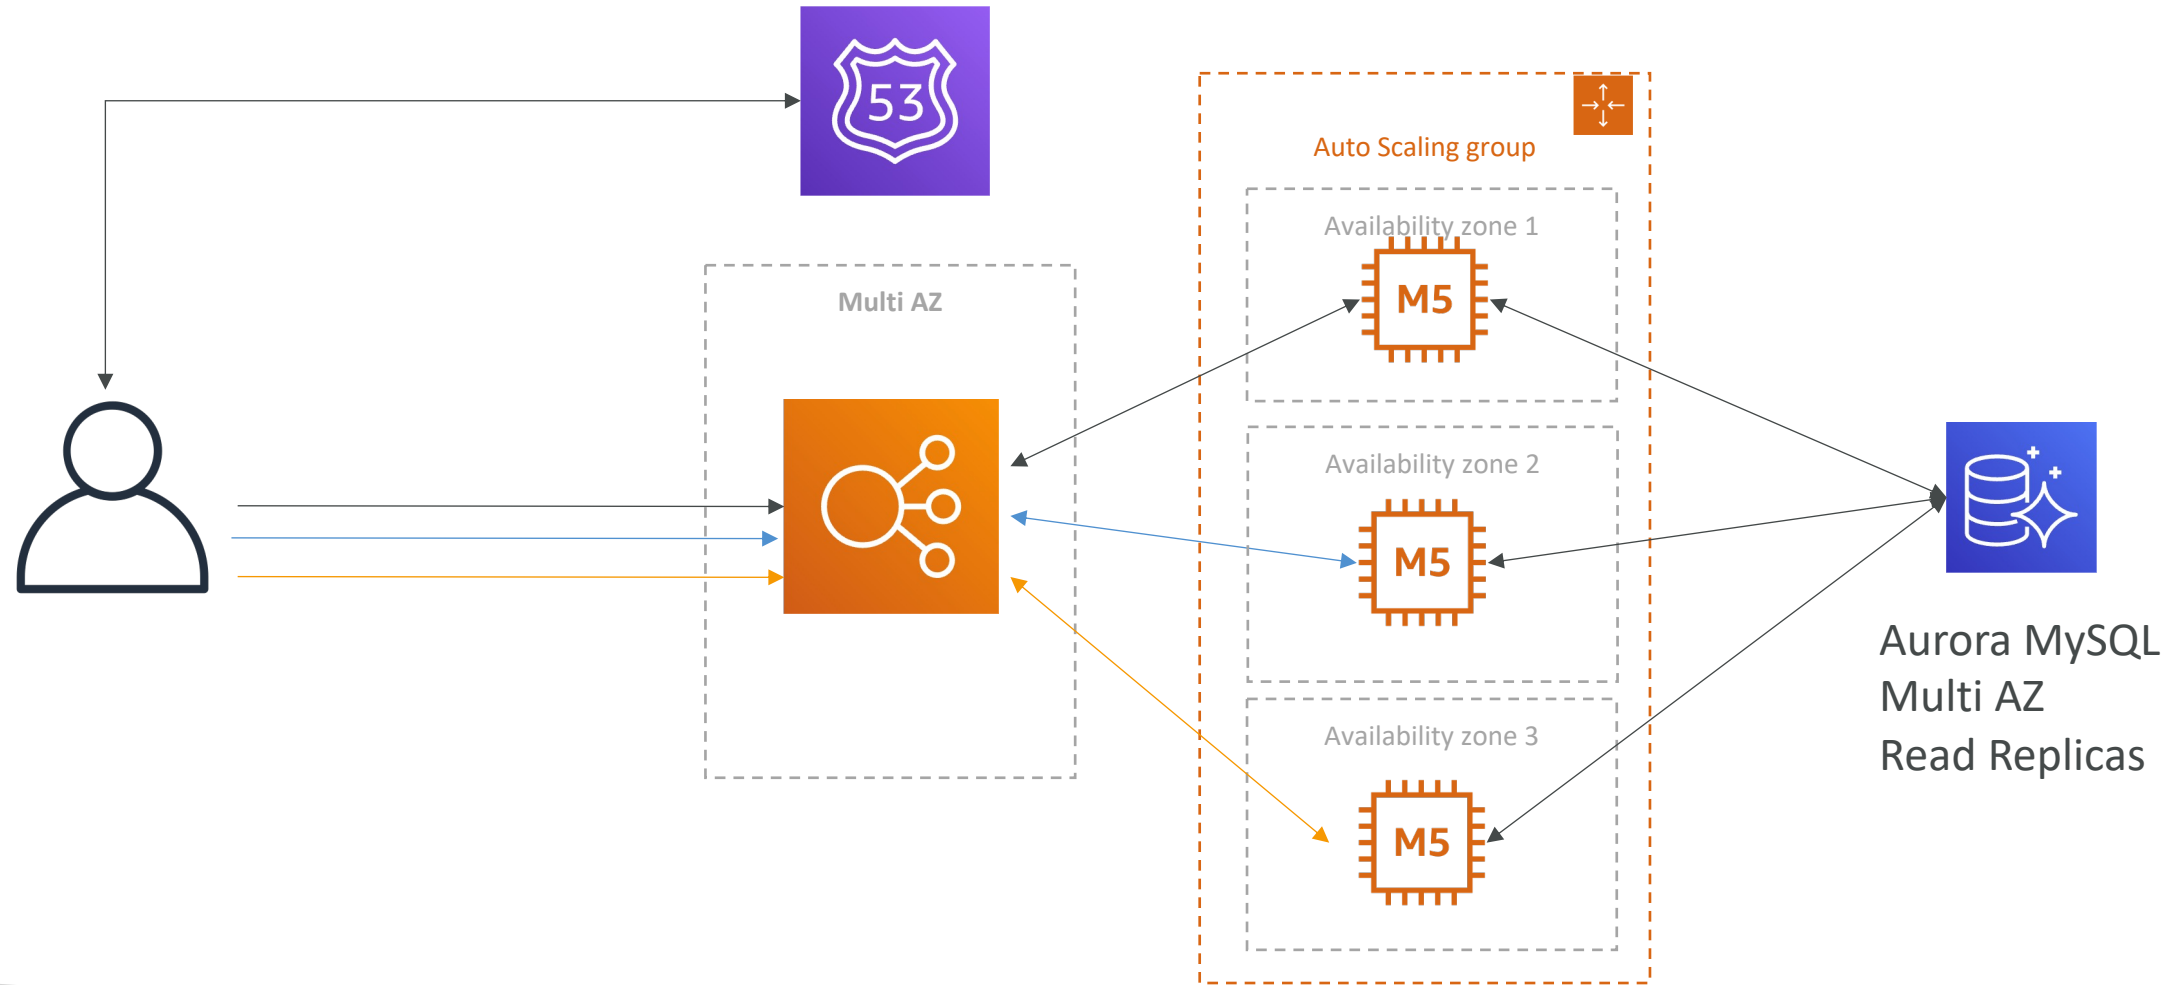 53
Auto Scaling group
Availability zone 1
M5
Multi AZ
Availability zone 2
M5
Availability zone 3
M5
Aurora MySQL
Multi AZ
Read Replicas